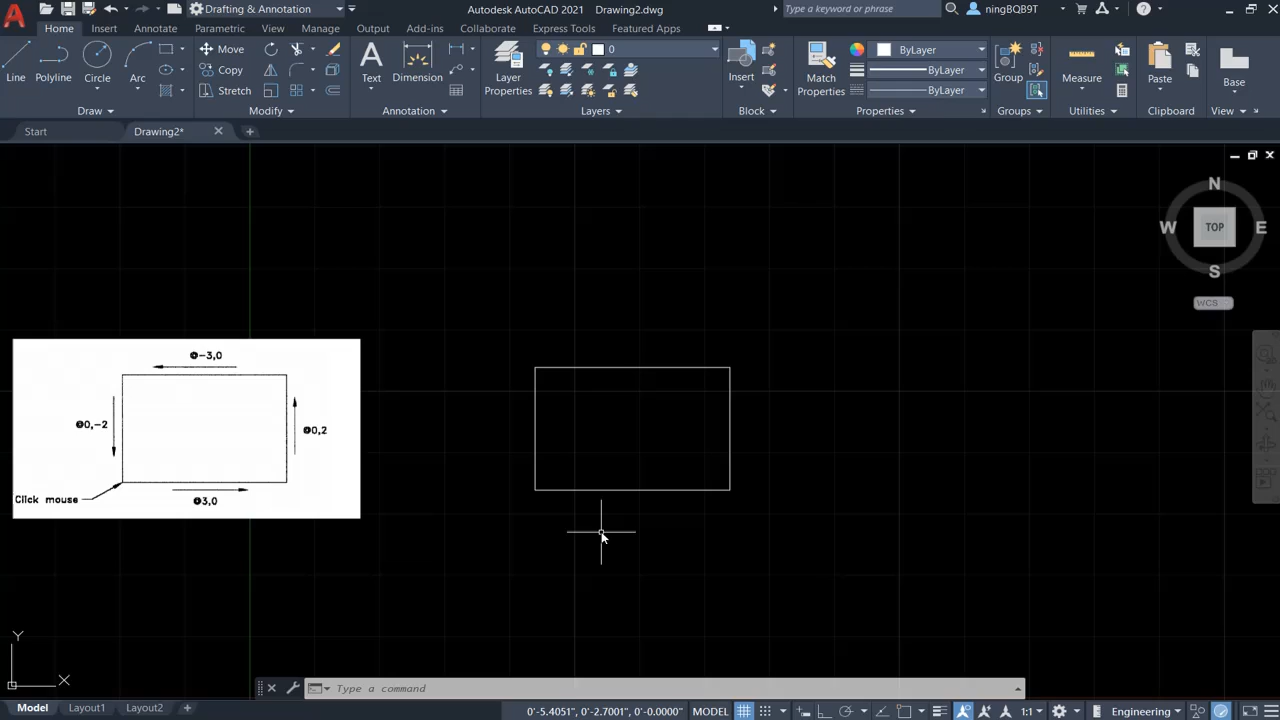 Drafting & Annotation
Autodesk AutoCAD 2021 Drawing2.dwg
Type a keyword or phrase
ningBQB9T
Home Insert Annotate Parametric View Manage Output Add-ins Collaborate Express Tools Featured Apps
Line Polyline Circle Arc
Move
Copy
Stretch
Text Dimension
Layer Properties
0
Insert
Match Properties
ByLayer
ByLayer
ByLayer
Group
Measure
Paste
Base
Draw Modify Annotation Layers Block Properties Groups Utilities Clipboard View
Start Drawing2*
N
W TOP E
S
WCS
@-3,0
@0,-2
@0,2
Click mouse
@3,0
Y
X
Type a command
Model Layout1 Layout2
0'-5.4051", 0'-2.7001", 0'-0.0000" MODEL 1:1 Engineering